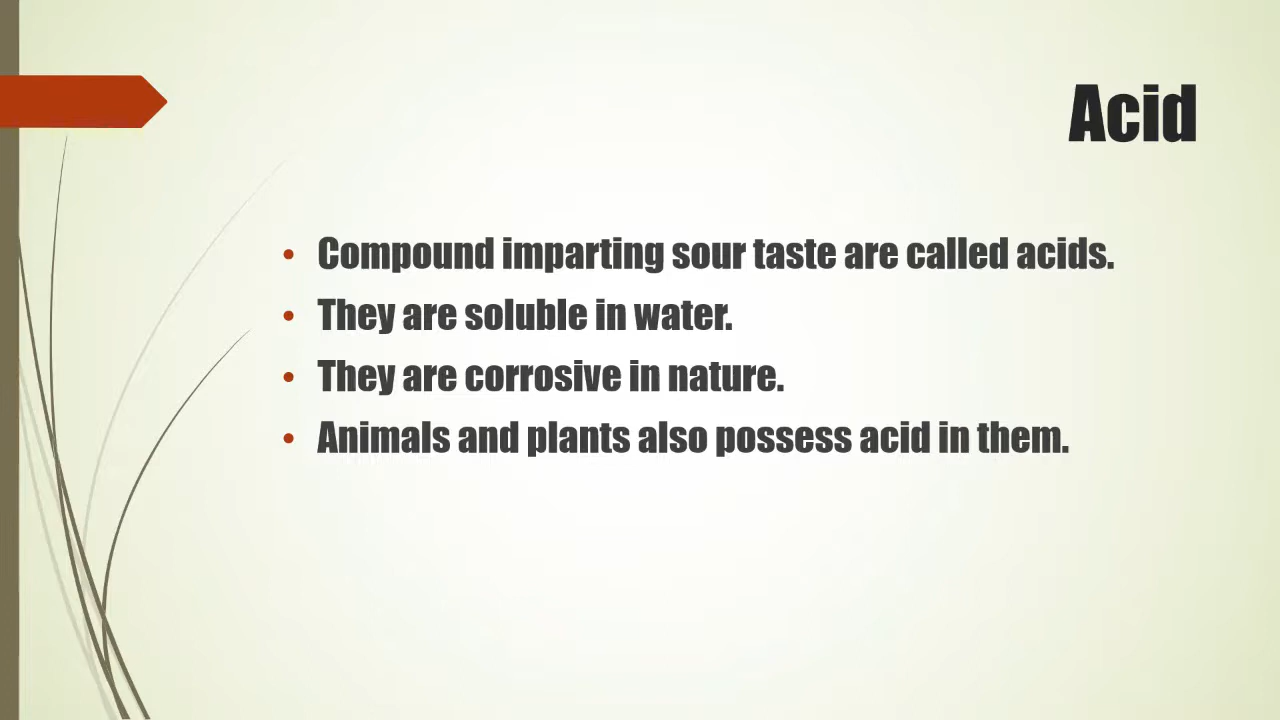 Acid
• Compound imparting sour taste are called acids.
• They are soluble in water.
• They are corrosive in nature.
• Animals and plants also possess acid in them.